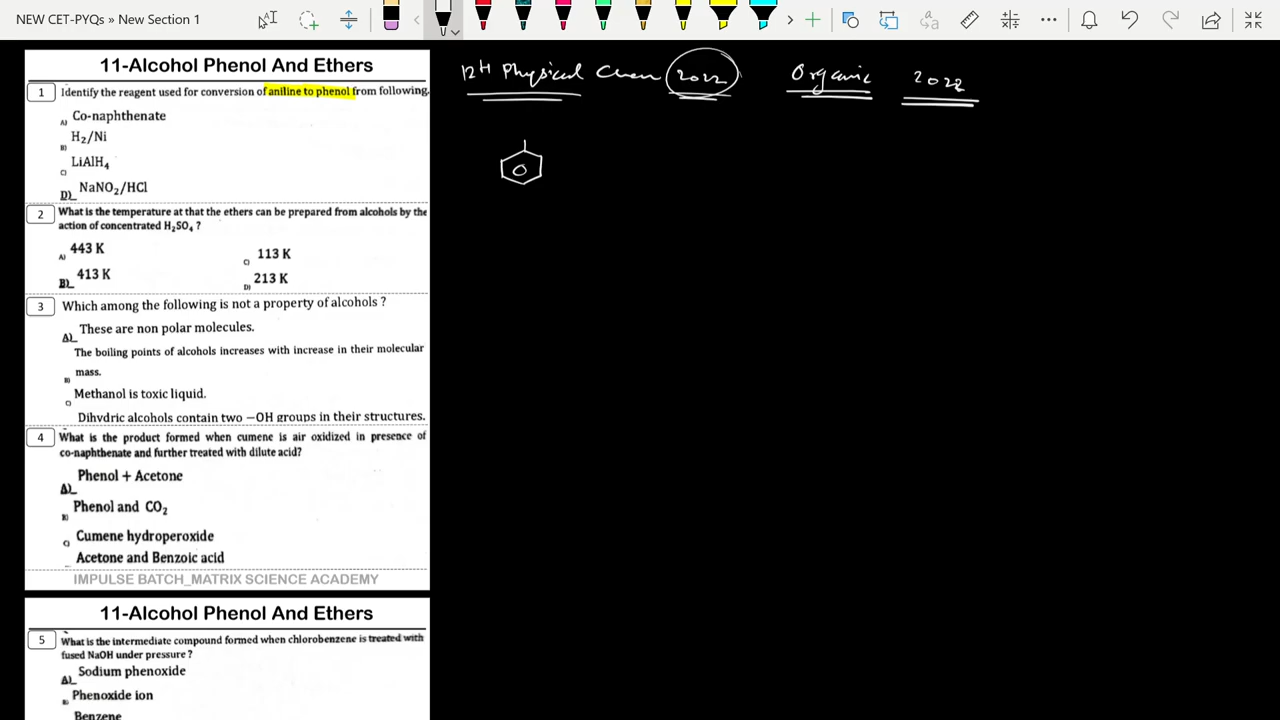 NEW CET-PYQs » New Section 1
11-Alcohol Phenol And Ethers
1 Identify the reagent used for conversion of aniline to phenol from following.
A) Co-naphthenate
B) H₂/Ni
C) LiAlH₄
D) NaNO₂/HCl
2 What is the temperature at that the ethers can be prepared from alcohols by the
action of concentrated H₂SO₄ ?
A) 443 K
C) 113 K
B) 413 K
D) 213 K
3 Which among the following is not a property of alcohols ?
A) These are non polar molecules.
The boiling points of alcohols increases with increase in their molecular
B) mass.
C) Methanol is toxic liquid.
Dihydric alcohols contain two –OH groups in their structures.
4 What is the product formed when cumene is air oxidized in presence of
co-naphthenate and further treated with dilute acid?
A) Phenol + Acetone
B) Phenol and CO₂
C) Cumene hydroperoxide
Acetone and Benzoic acid
IMPULSE BATCH_MATRIX SCIENCE ACADEMY
11-Alcohol Phenol And Ethers
5 What is the intermediate compound formed when chlorobenzene is treated with
fused NaOH under pressure ?
A) Sodium phenoxide
Phenoxide ion
Benzene
12th Physical Chem 2022 Organic 2022